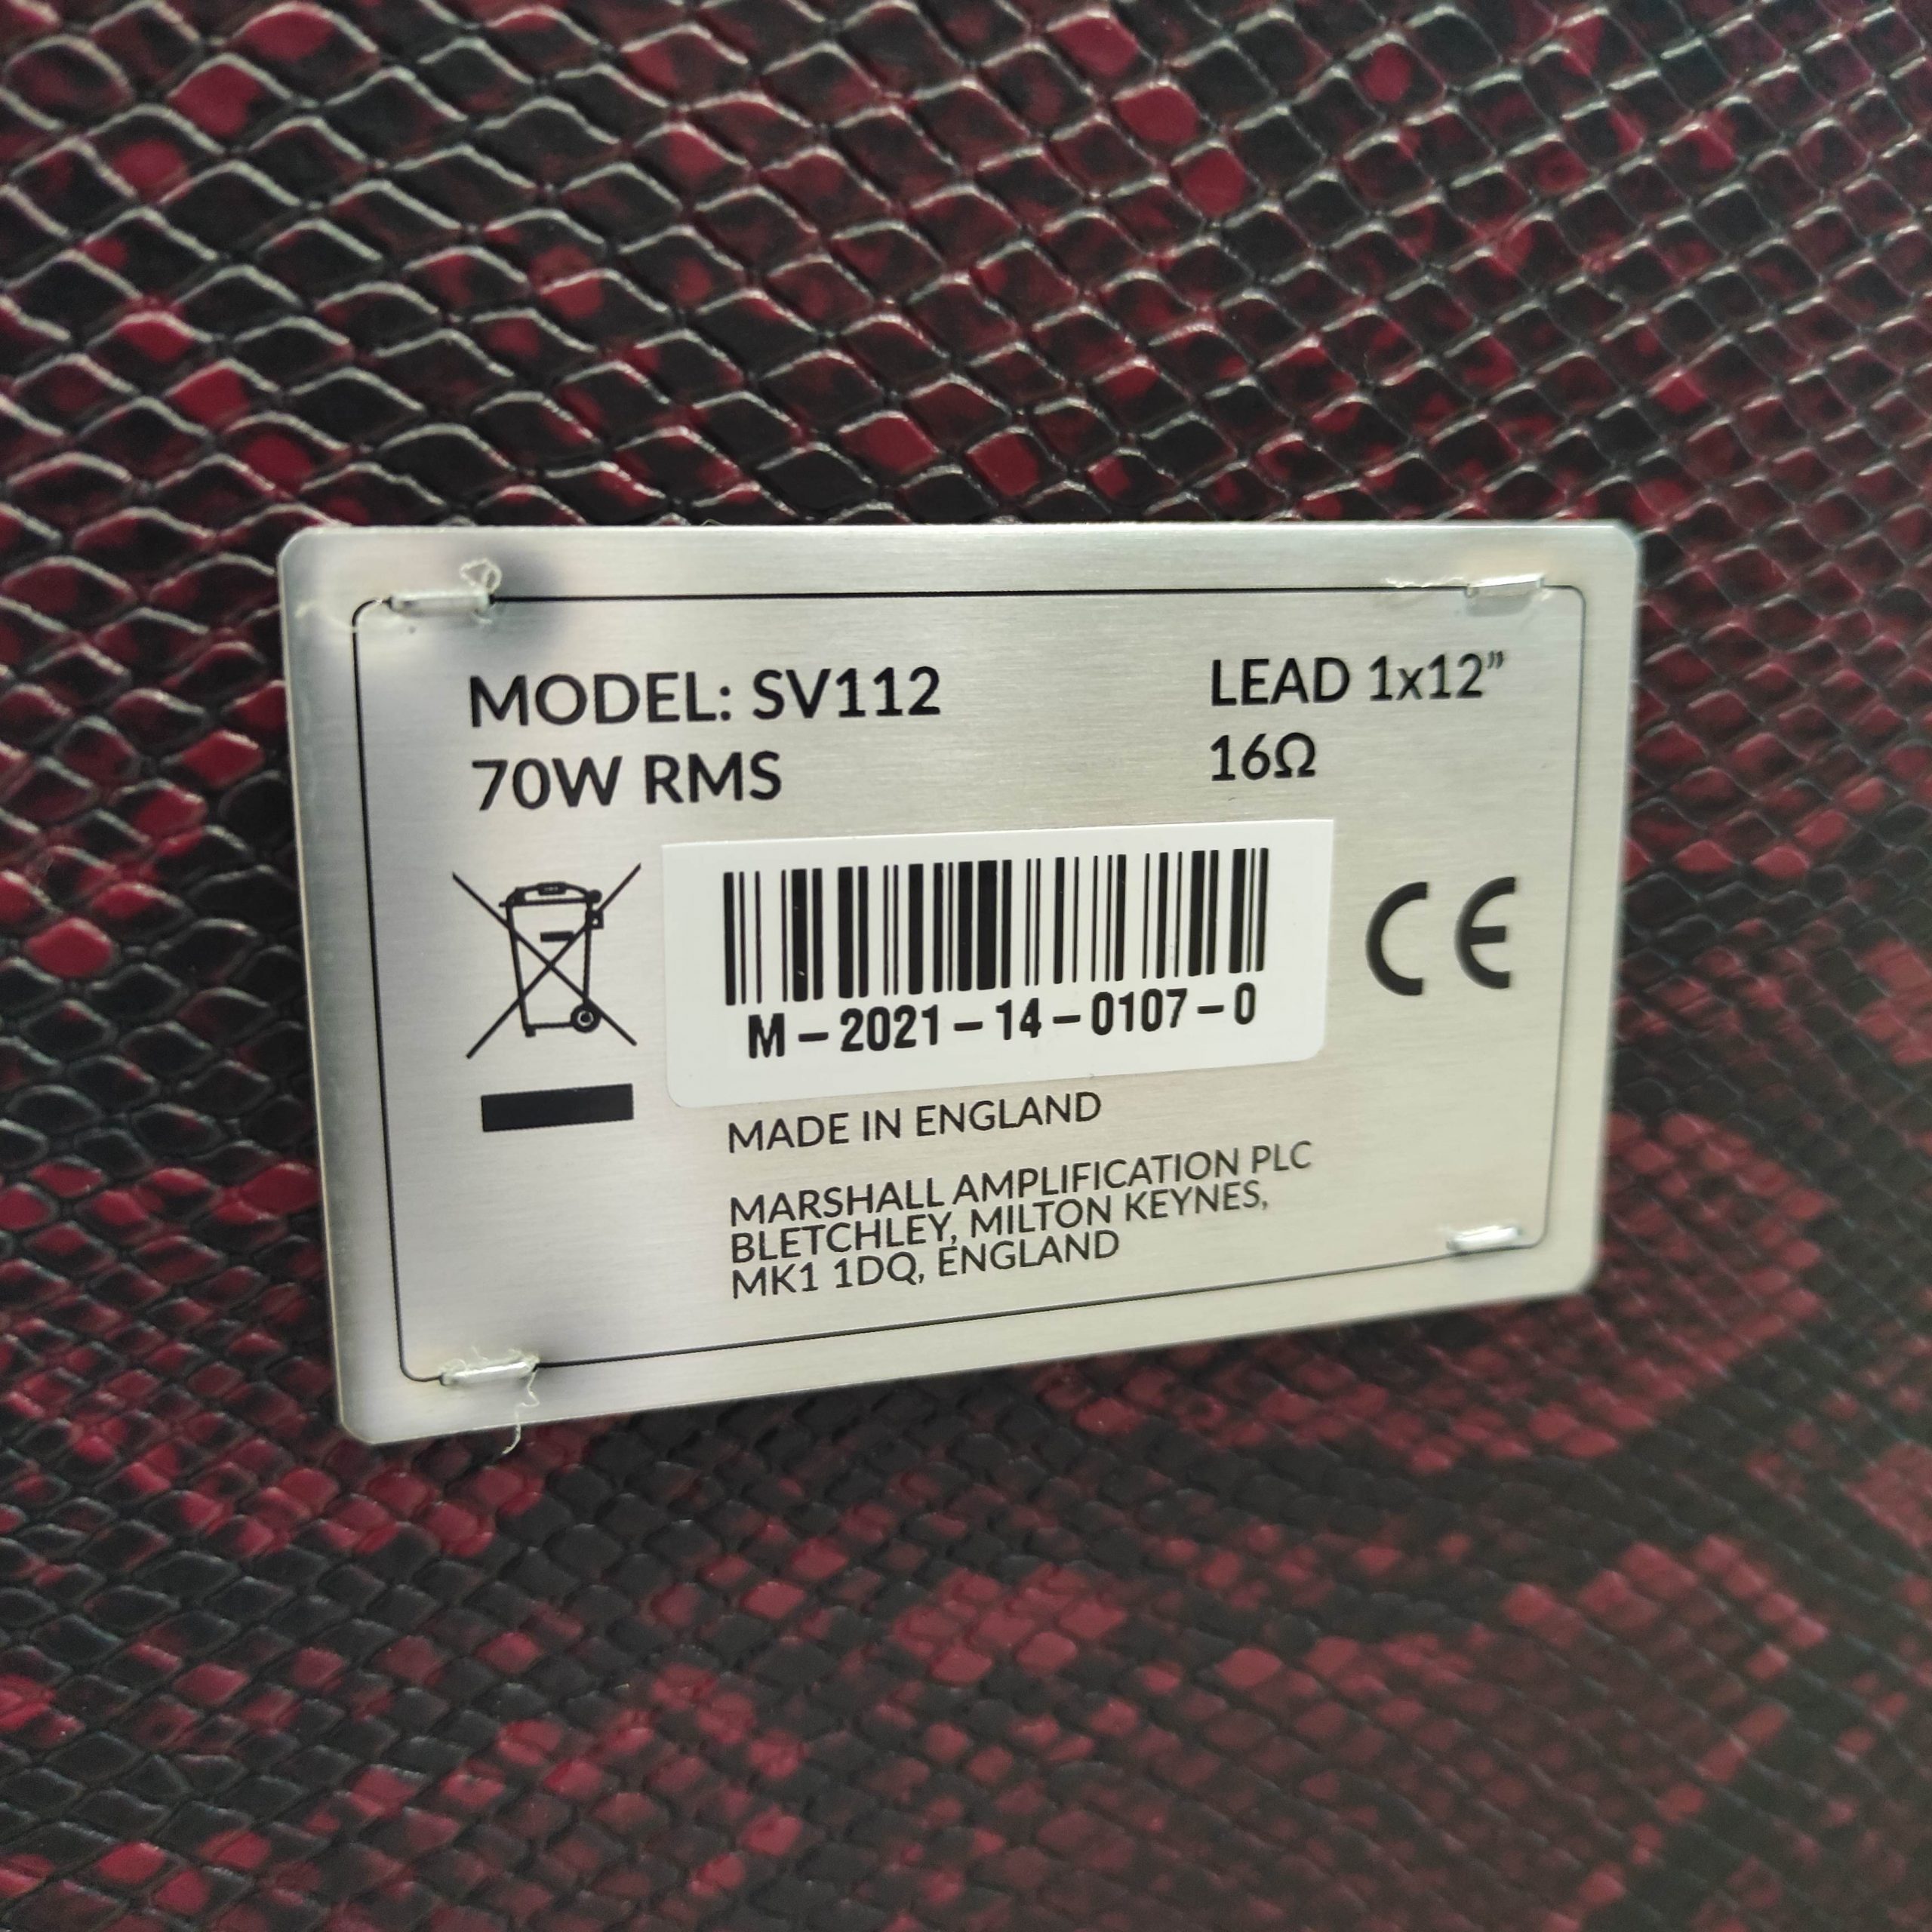 MODEL: SV112
LEAD 1x12”
70W RMS
16Ω
M – 2021 – 14 – 0107 – 0
CE
MADE IN ENGLAND
MARSHALL AMPLIFICATION PLC
BLETCHLEY, MILTON KEYNES,
MK1 1DQ, ENGLAND